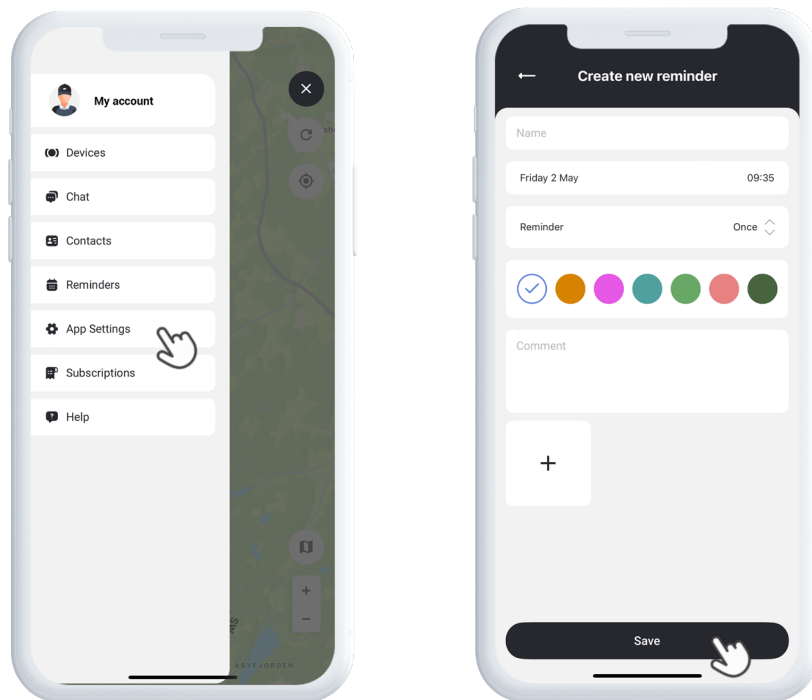 My account
Devices
Chat
Contacts
Reminders
App Settings
Subscriptions
Help
ABYFJORDEN
Create new reminder
Name
Friday 2 May 09:35
Reminder Once
Comment
Save